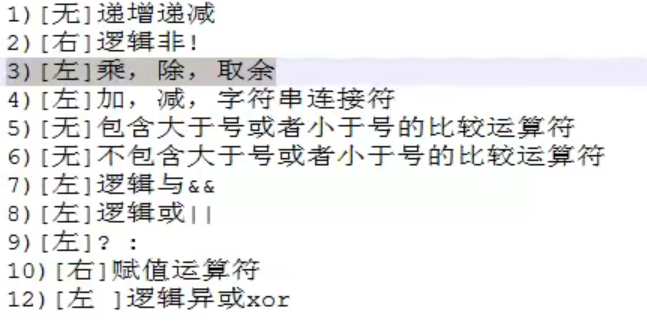 1)[无]递增递减
2)[右]逻辑非!
3)[左]乘，除，取余
4)[左]加，减，字符串连接符
5)[无]包含大于号或者小于号的比较运算符
6)[无]不包含大于号或者小于号的比较运算符
7)[左]逻辑与&&
8)[左]逻辑或||
9)[左]? :
10)[右]赋值运算符
12)[左 ]逻辑异或xor